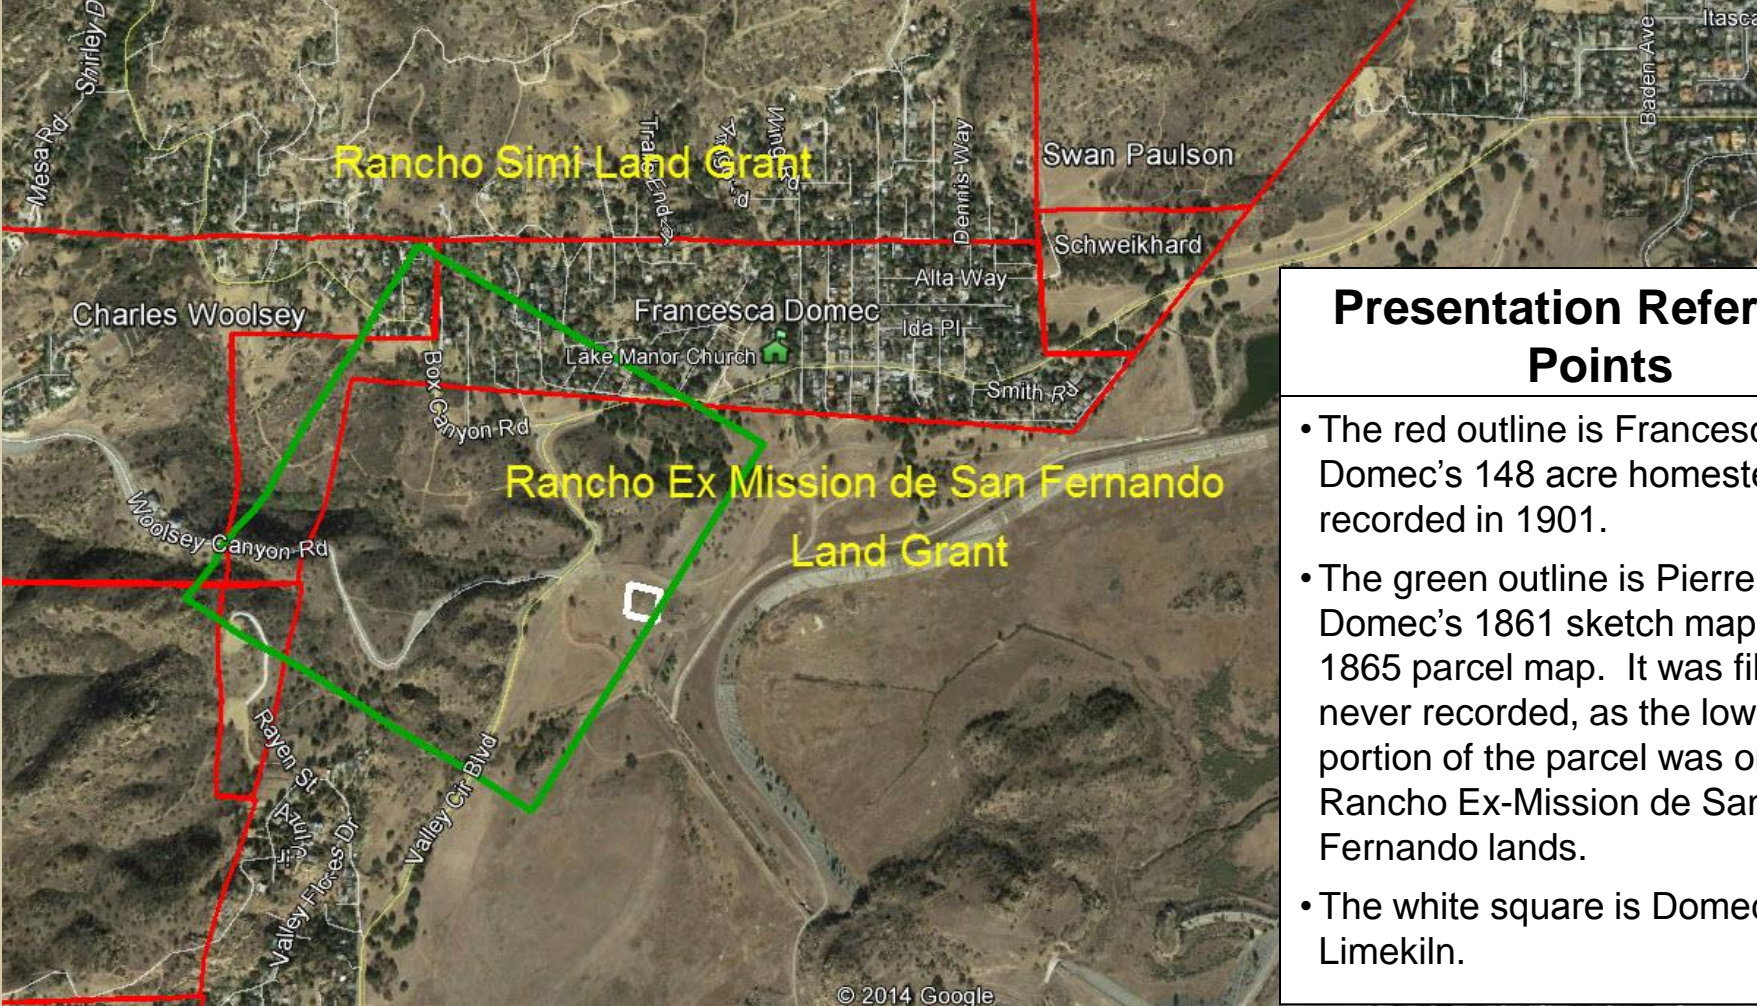 Shirley D
Mesa Rd
Rancho Simi Land Grant
Trails End
Dennis Way
Swan Paulson
Baden Ave
Itasca
Schweikhard
Alta Way
Charles Woolsey
Francesca Domec
Ida Pl
Lake Manor Church
Smith Rd
Box Canyon Rd
Rancho Ex Mission de San Fernando
Land Grant
Woolsey Canyon Rd
Rayen St
Valley Cir Blvd
Valley Flores Dr
© 2014 Google
Presentation Refer
Points
• The red outline is Francesc
Domec’s 148 acre homeste
recorded in 1901.
• The green outline is Pierre
Domec’s 1861 sketch map
1865 parcel map.  It was fil
never recorded, as the low
portion of the parcel was o
Rancho Ex-Mission de Sar
Fernando lands.
• The white square is Domec
Limekiln.